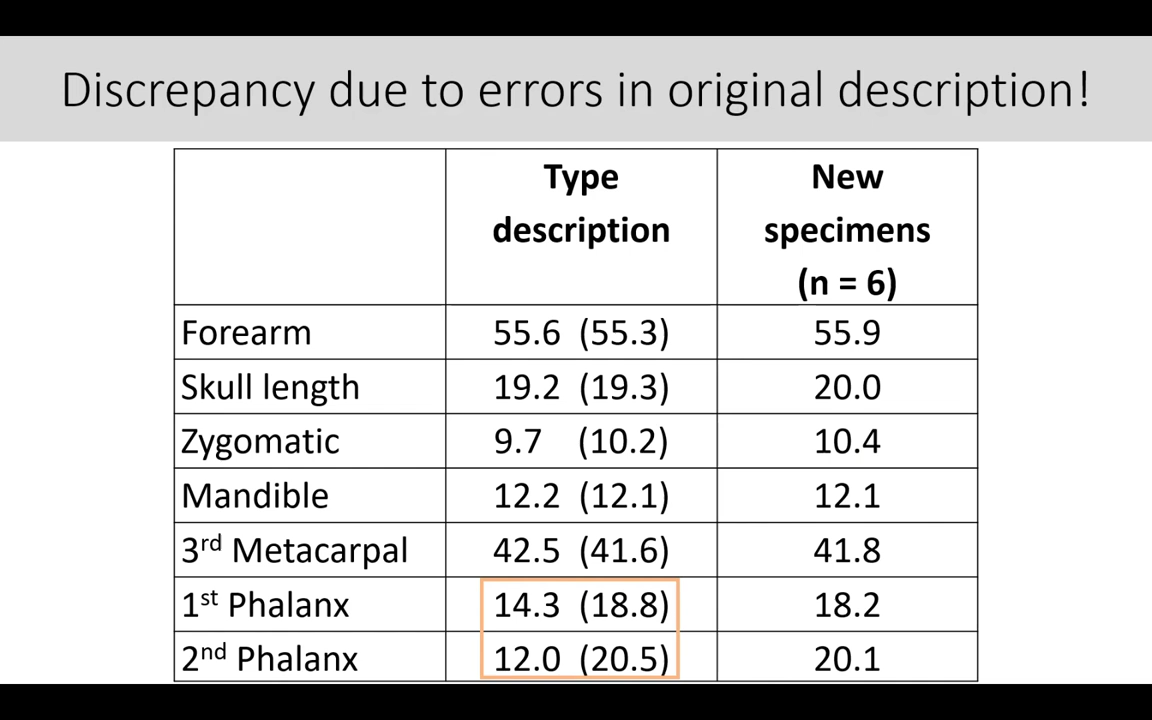 Discrepancy due to errors in original description!
Type description
New specimens (n = 6)
Forearm 55.6 (55.3) 55.9
Skull length 19.2 (19.3) 20.0
Zygomatic 9.7 (10.2) 10.4
Mandible 12.2 (12.1) 12.1
3rd Metacarpal 42.5 (41.6) 41.8
1st Phalanx 14.3 (18.8) 18.2
2nd Phalanx 12.0 (20.5) 20.1